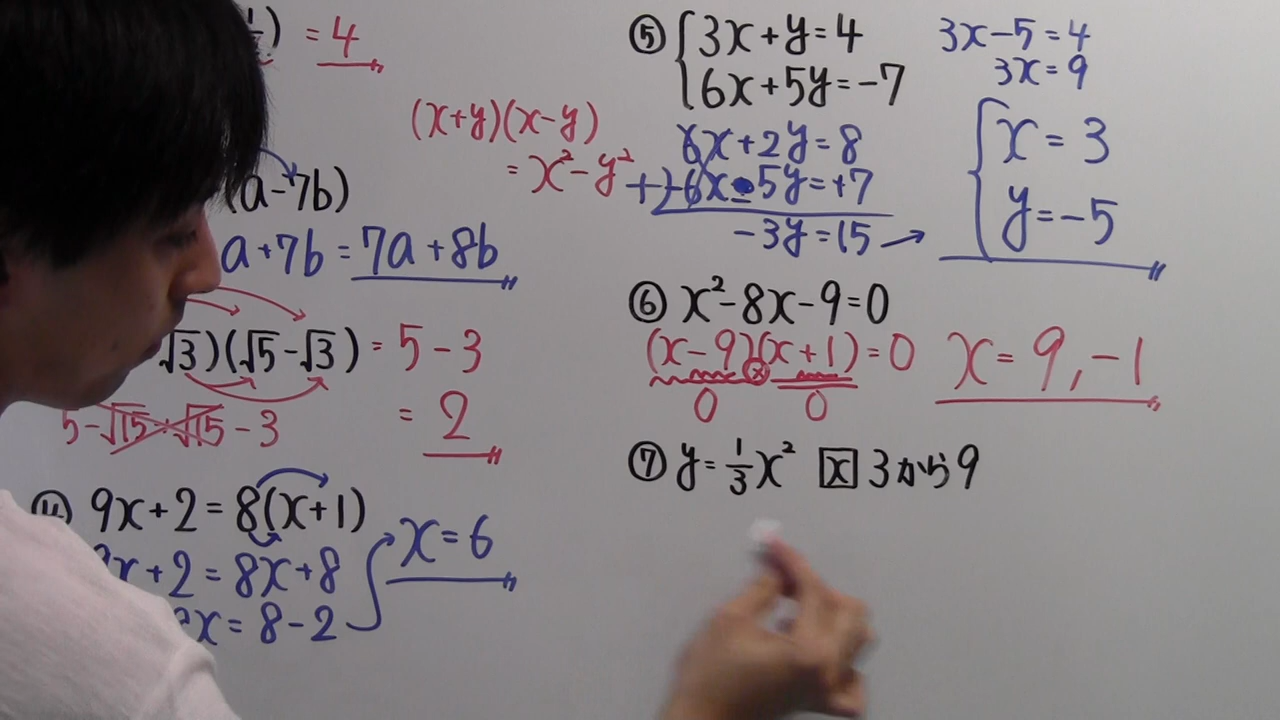 ) = 4
(x+y)(x-y)
= x²-y²
(a-7b)
a+7b = 7a+8b
√3)(√5-√3) = 5-3
5-√15+√15-3 = 2
④ 9x+2 = 8(x+1)
x+2 = 8x+8
x = 8-2
x = 6
⑤ { 3x+y=4
6x+5y=-7
6x+2y=8
+)-6x-5y=+7
-3y=15 →
3x-5=4
3x=9
{ x = 3
y = -5
⑥ x²-8x-9=0
(x-9)(x+1)=0
×
0 0
x=9,-1
⑦ y=1/3x² x 3から9